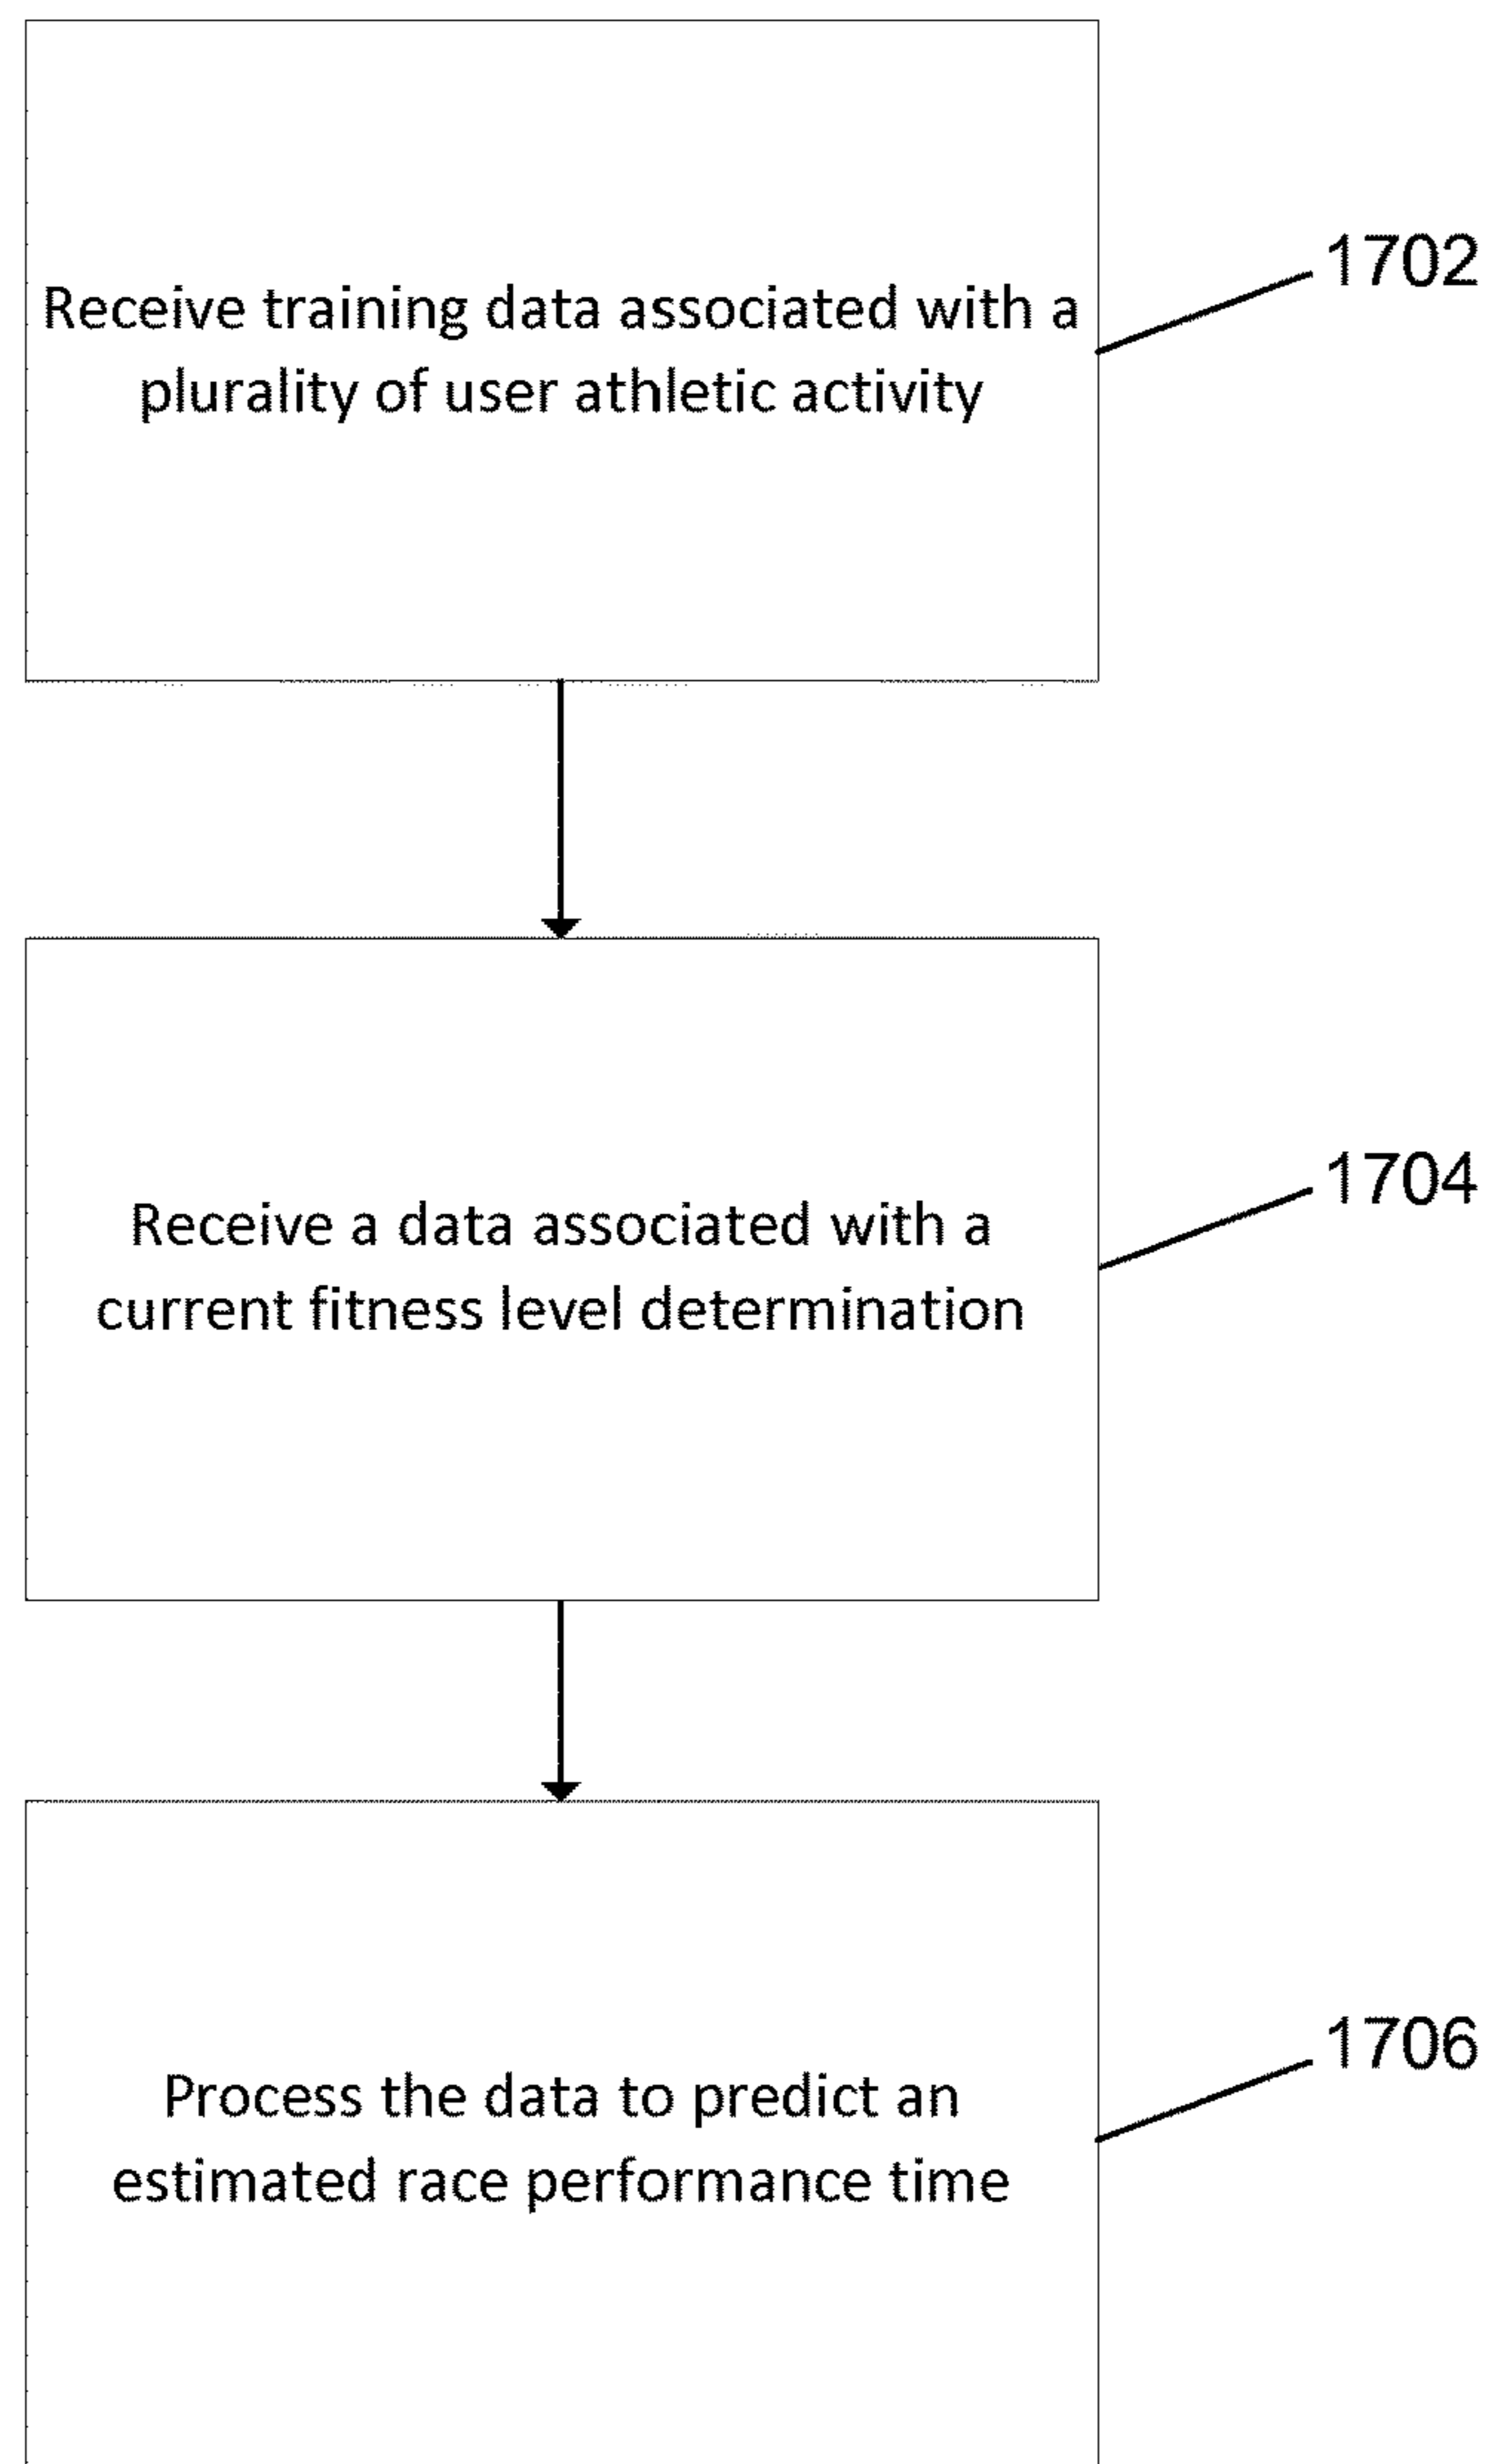 Receive training data associated with a
plurality of user athletic activity
1702
Receive a data associated with a
current fitness level determination
1704
Process the data to predict an
estimated race performance time
1706